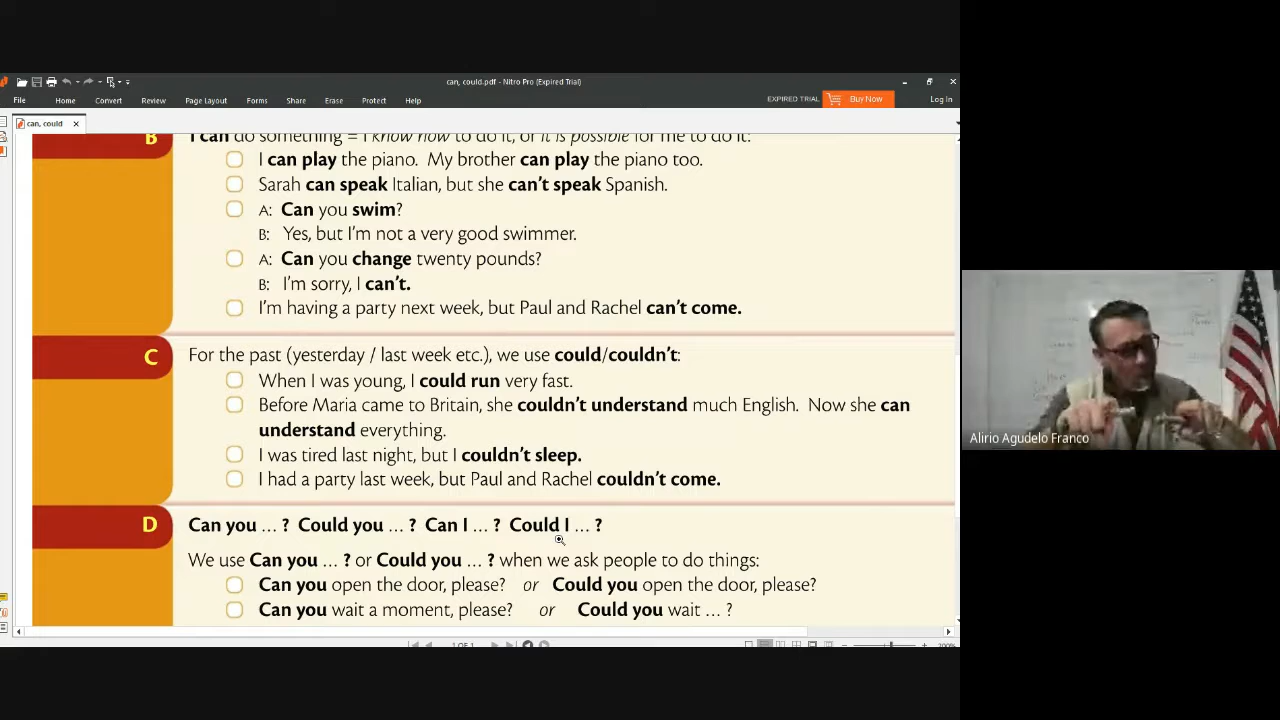 can, could.pdf - Nitro Pro (Expired Trial)
File Home Convert Review Page Layout Forms Share Erase Protect Help EXPIRED TRIAL Buy Now Log In
can, could
B I can do something = I know how to do it, or it is possible for me to do it:
I can play the piano. My brother can play the piano too.
Sarah can speak Italian, but she can't speak Spanish.
A: Can you swim?
B: Yes, but I'm not a very good swimmer.
A: Can you change twenty pounds?
B: I'm sorry, I can't.
I'm having a party next week, but Paul and Rachel can't come.
C For the past (yesterday / last week etc.), we use could/couldn't:
When I was young, I could run very fast.
Before Maria came to Britain, she couldn't understand much English. Now she can
understand everything.
I was tired last night, but I couldn't sleep.
I had a party last week, but Paul and Rachel couldn't come.
D Can you ... ? Could you ... ? Can I ... ? Could I ... ?
We use Can you ... ? or Could you ... ? when we ask people to do things:
Can you open the door, please? or Could you open the door, please?
Can you wait a moment, please? or Could you wait ... ?
1 OF 1 200%
Alirio Agudelo Franco